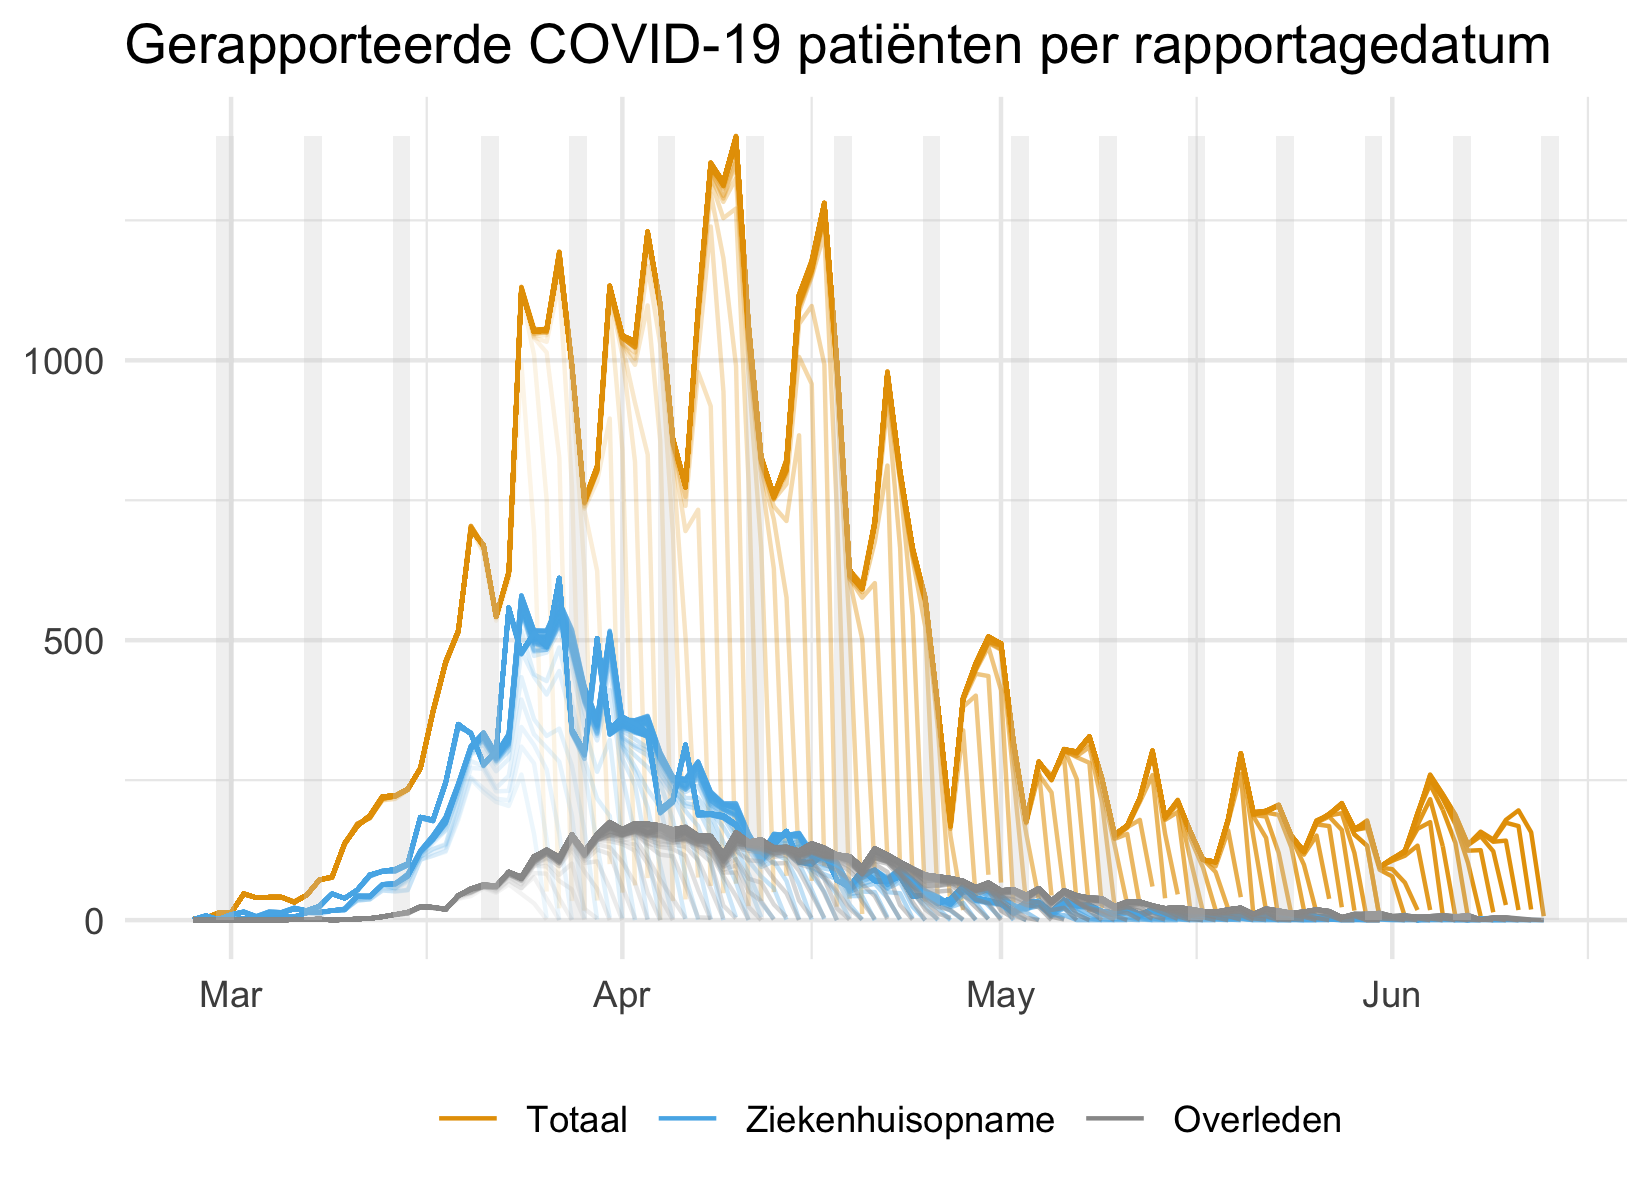 Gerapporteerde COVID-19 patiënten per rapportagedatum
1000
500
0
Mar Apr May Jun
Totaal Ziekenhuisopname Overleden